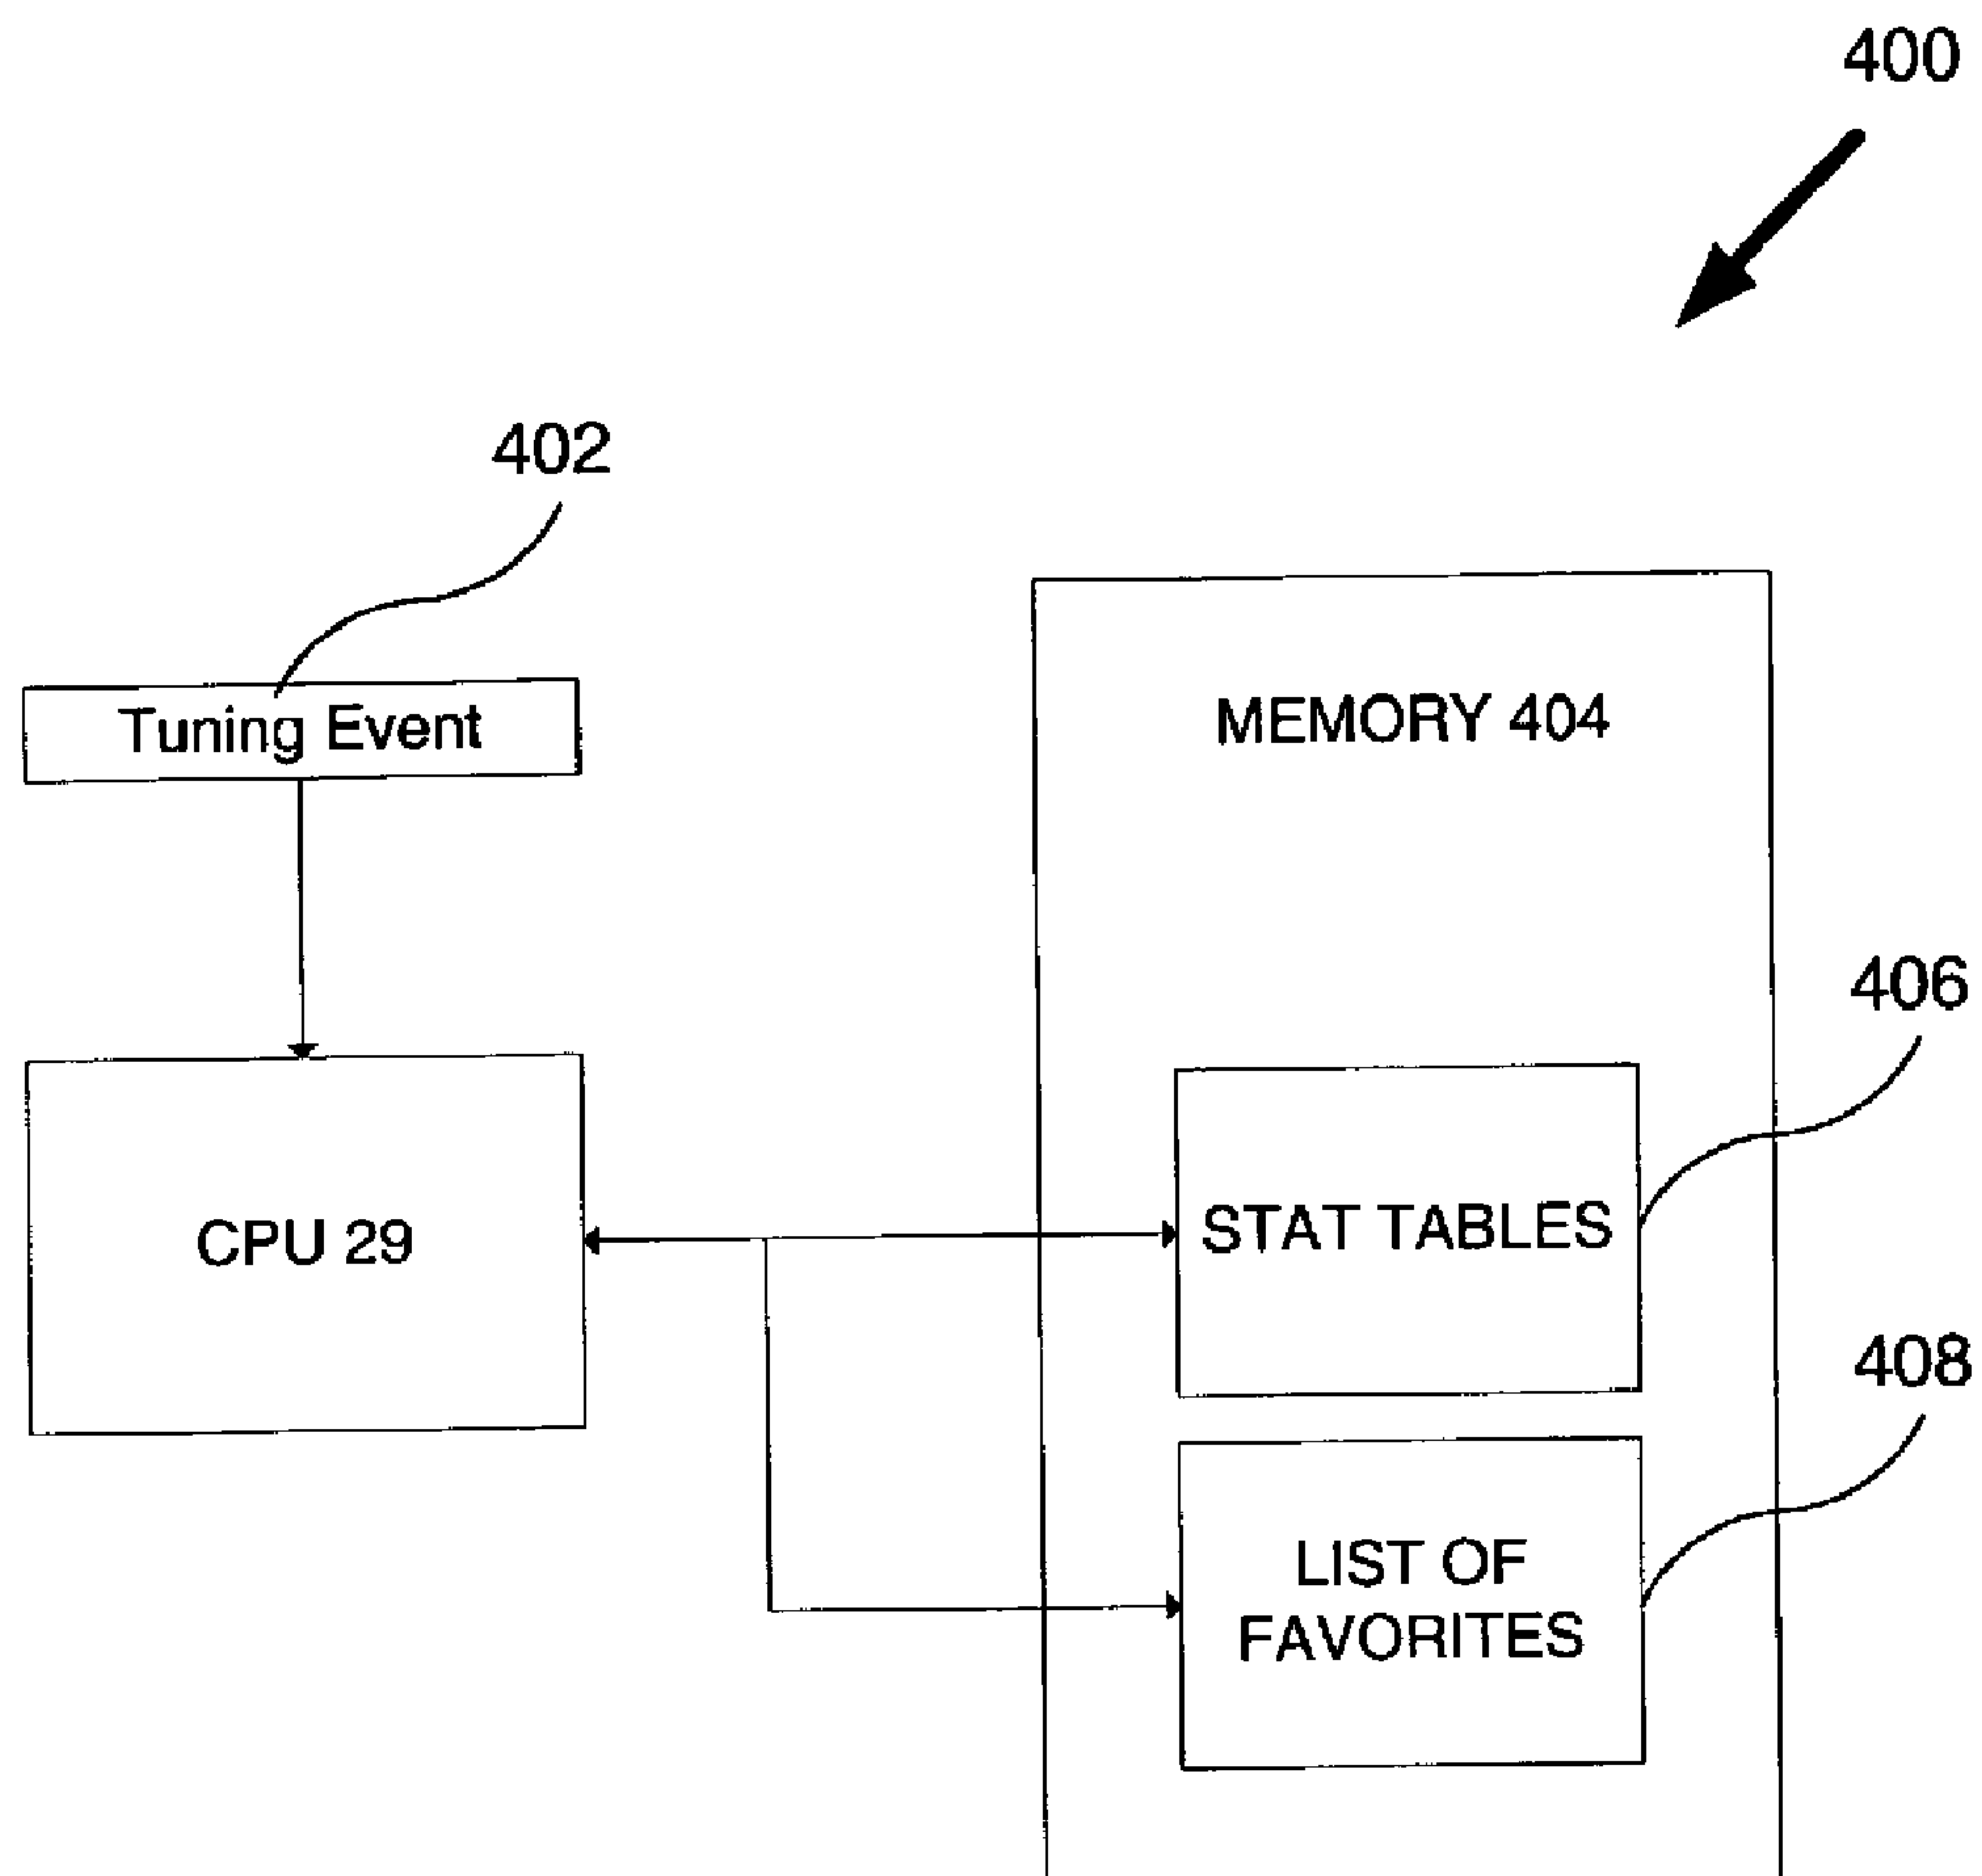 400
402
Tuning Event
MEMORY 404
406
CPU 29
STAT TABLES
408
LIST OF
FAVORITES